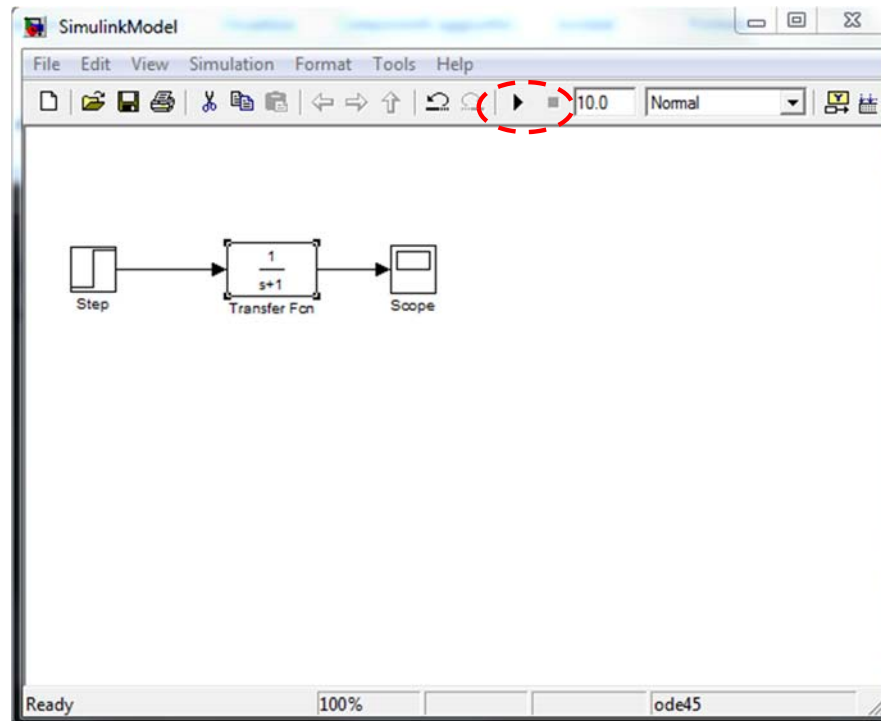 SimulinkModel
File Edit View Simulation Format Tools Help
10.0 Normal
1
s+1
Step Transfer Fcn Scope
Ready 100% ode45